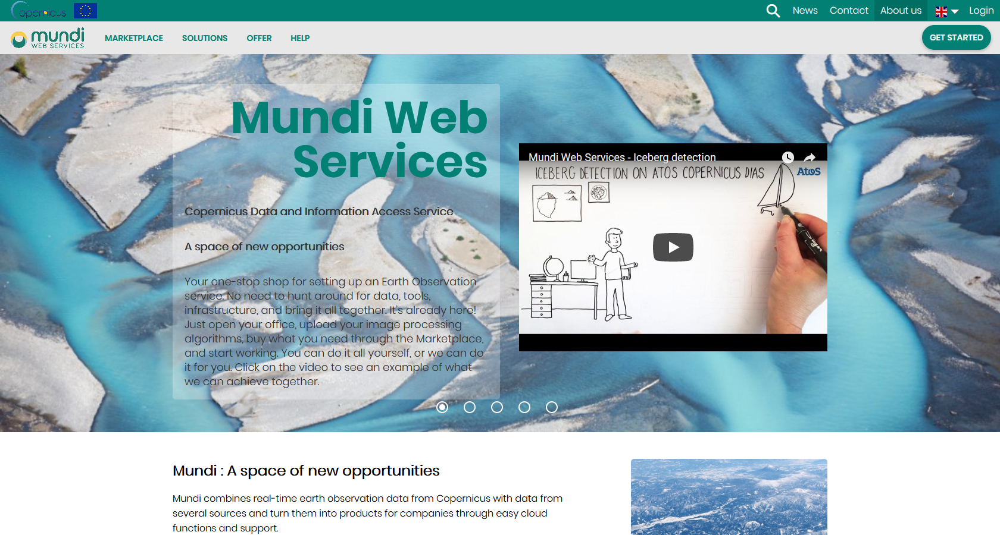 opernicus
News Contact About us Login
mundi
WEB SERVICES
MARKETPLACE SOLUTIONS OFFER HELP
GET STARTED
Mundi Web
Services
Copernicus Data and Information Access Service
A space of new opportunities
Your one-stop shop for setting up an Earth Observation
service. No need to hunt around for data, tools,
infrastructure, and bring it all together. It's already here!
Just open your office, upload your image processing
algorithms, buy what you need through the Marketplace,
and start working. You can do it all yourself, or we can do
it for you. Click on the video to see an example of what
we can achieve together.
Mundi Web Services - Iceberg detection
ICEBERG DETECTION ON ATOS COPERNICUS DIAS
Atos
Mundi : A space of new opportunities
Mundi combines real-time earth observation data from Copernicus with data from
several sources and turn them into products for companies through easy cloud
functions and support.